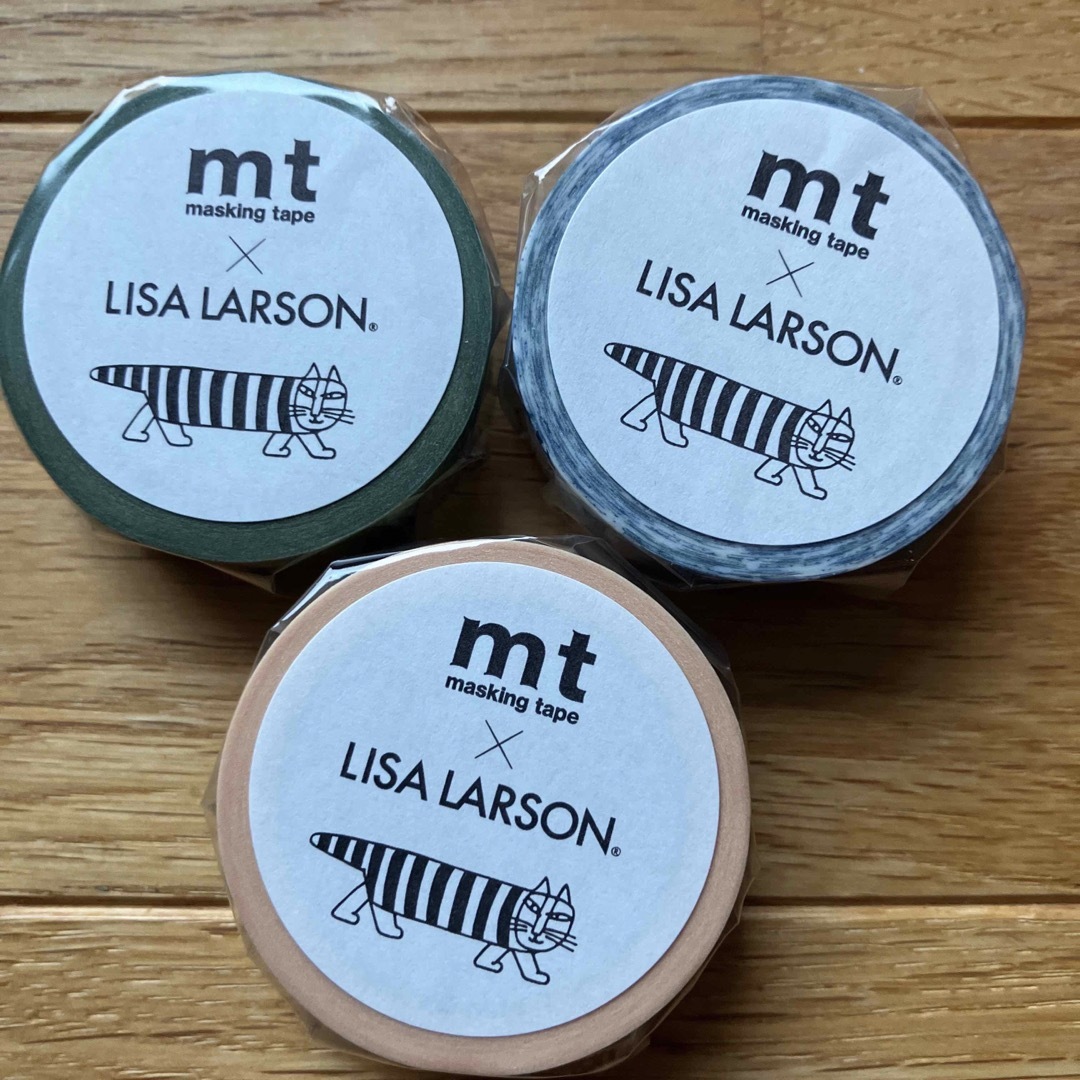 mt
masking tape
×
LISA LARSON.®
mt
masking tape
×
LISA LARSON.®
mt
masking tape
×
LISA LARSON.®